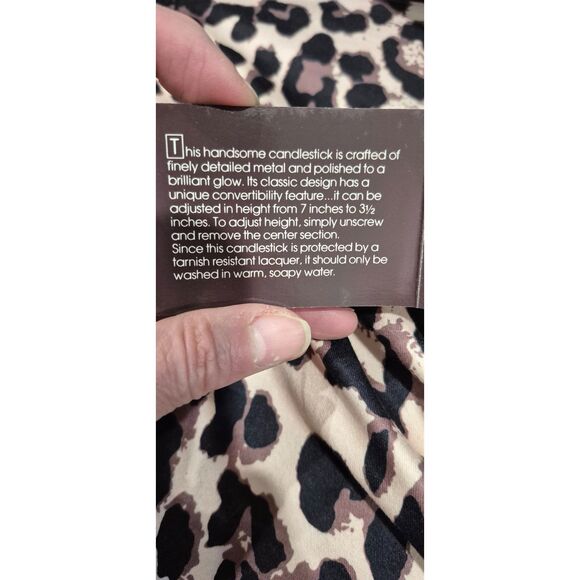 This handsome candlestick is crafted of
finely detailed metal and polished to a
brilliant glow. Its classic design has a
unique convertibility feature...it can be
adjusted in height from 7 inches to 3½
inches. To adjust height, simply unscrew
and remove the center section.
Since this candlestick is protected by a
tarnish resistant lacquer, it should only be
washed in warm, soapy water.